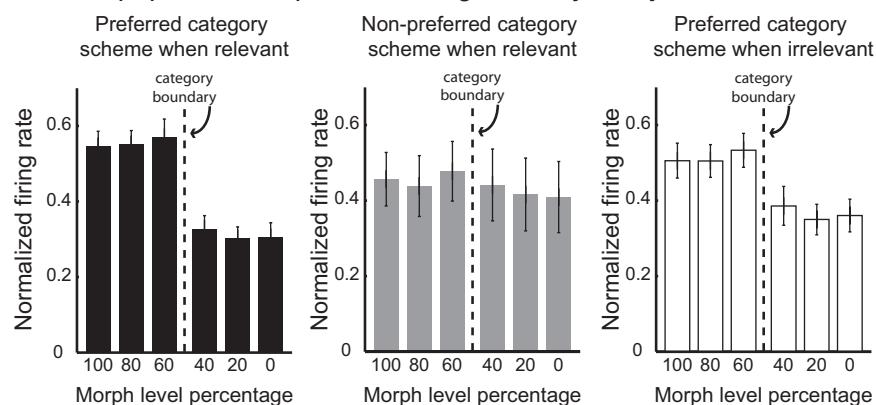 Preferred category
scheme when relevant
category
boundary
Normalized firing rate
0.6
0.4
0.2
0
100 80 60 40 20 0
Morph level percentage
Non-preferred category
scheme when relevant
category
boundary
Normalized firing rate
0.6
0.4
0.2
0
100 80 60 40 20 0
Morph level percentage
Preferred category
scheme when irrelevant
category
boundary
Normalized firing rate
0.6
0.4
0.2
0
100 80 60 40 20 0
Morph level percentage